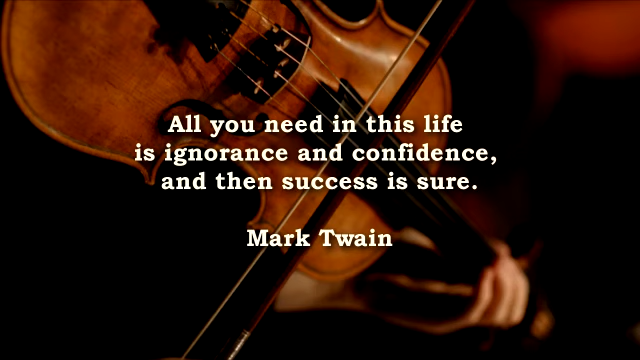 All you need in this life
is ignorance and confidence,
and then success is sure.
Mark Twain